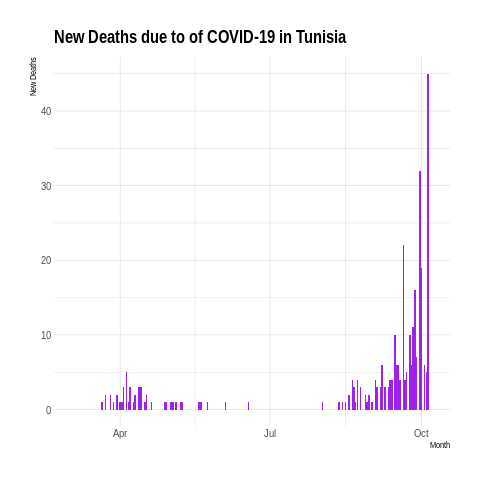 New Deaths due to of COVID-19 in Tunisia
New Deaths
40
30
20
10
0
Apr
Jul
Oct
Month